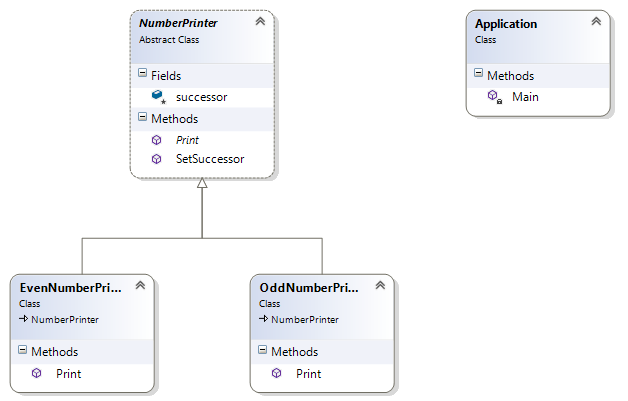 NumberPrinter
Abstract Class
Fields
successor
Methods
Print
SetSuccessor
Application
Class
Methods
Main
EvenNumberPri...
Class
NumberPrinter
Methods
Print
OddNumberPri...
Class
NumberPrinter
Methods
Print